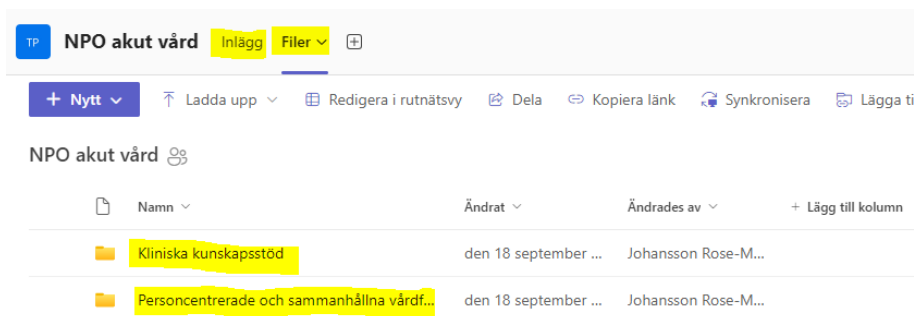 TP NPO akut vård Inlägg Filer
Nytt Ladda upp Redigera i rutnätsvy Dela Kopiera länk Synkronisera Lägga ti
NPO akut vård
Namn Ändrat Ändrades av + Lägg till kolumn
Kliniska kunskapsstöd den 18 september ... Johansson Rose-M...
Personcentrerade och sammanhållna vårdf... den 18 september ... Johansson Rose-M...